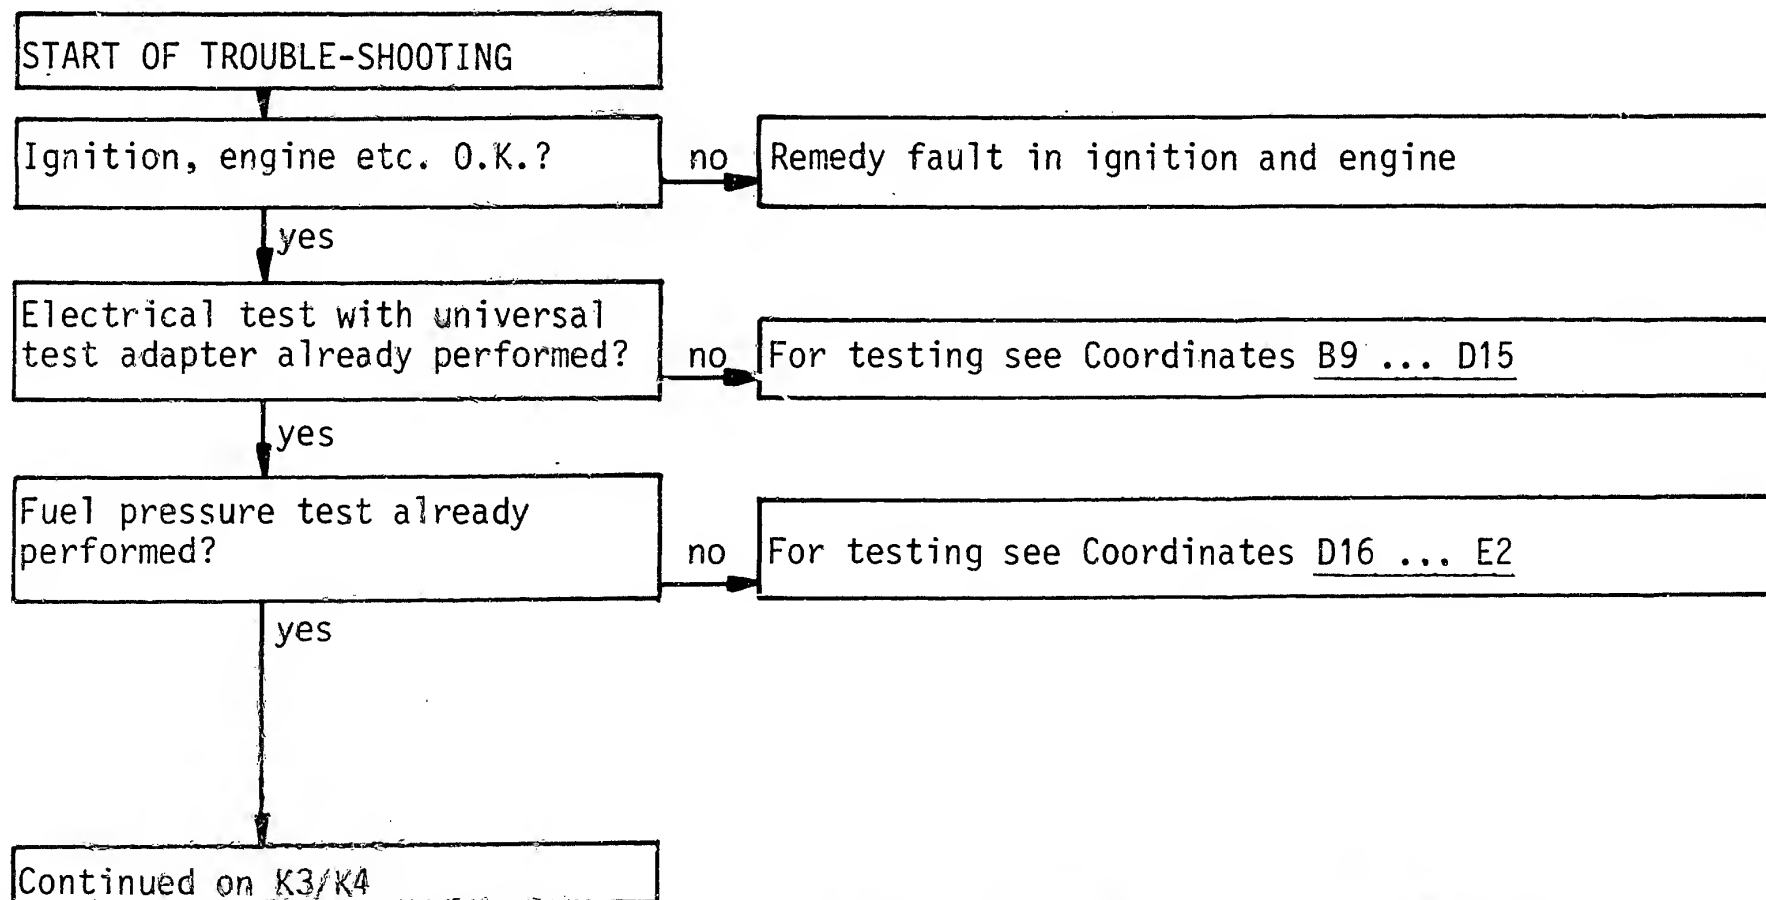 START OF TROUBLE-SHOOTING
Ignition, engine etc. O.K.?
no
Remedy fault in ignition and engine
yes
Electrical test with universal
test adapter already performed?
no
For testing see Coordinates B9 ... D15
yes
Fuel pressure test already
performed?
no
For testing see Coordinates D16 ... E2
yes
Continued on K3/K4